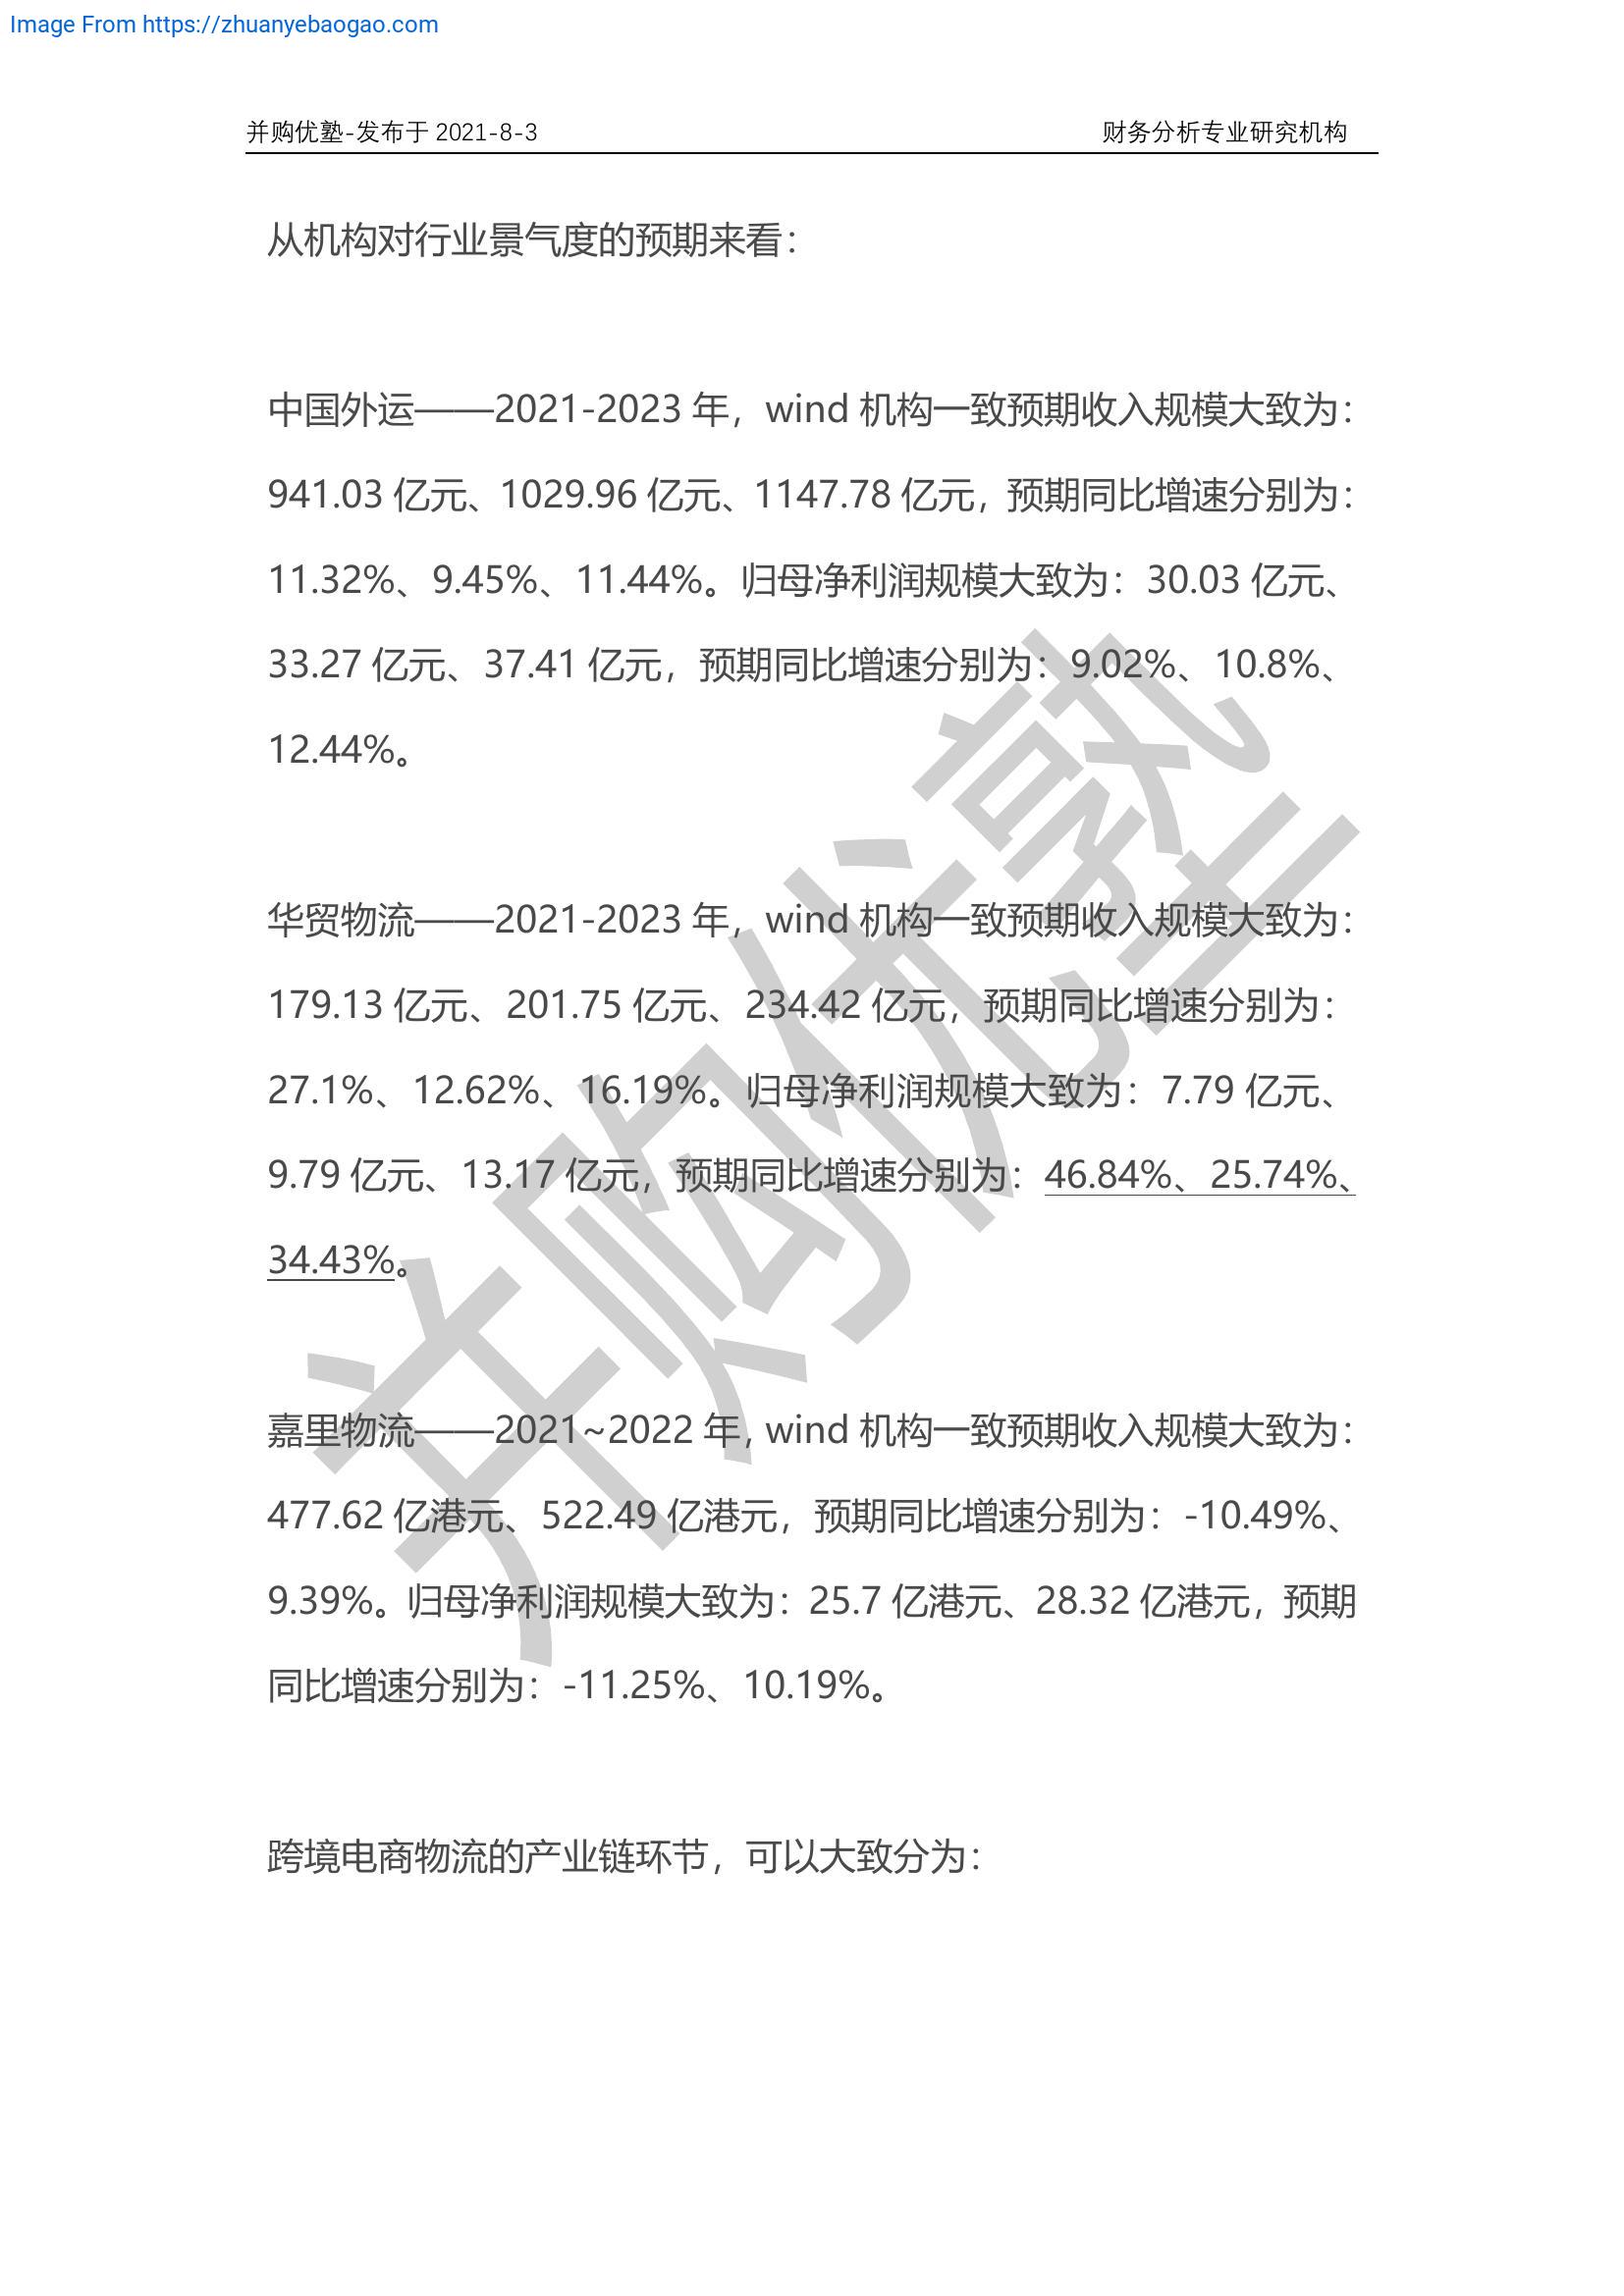 Image From https://zhuanyebaogao.com
并购优塾-发布于 2021-8-3 财务分析专业研究机构
从机构对行业景气度的预期来看：
中国外运——2021-2023 年，wind 机构一致预期收入规模大致为：
941.03 亿元、1029.96 亿元、1147.78 亿元，预期同比增速分别为：
11.32%、9.45%、11.44%。归母净利润规模大致为：30.03 亿元、
33.27 亿元、37.41 亿元，预期同比增速分别为：9.02%、10.8%、
12.44%。
华贸物流——2021-2023 年，wind 机构一致预期收入规模大致为：
179.13 亿元、201.75 亿元、234.42 亿元，预期同比增速分别为：
27.1%、12.62%、16.19%。归母净利润规模大致为：7.79 亿元、
9.79 亿元、13.17 亿元，预期同比增速分别为：46.84%、25.74%、
34.43%。
嘉里物流——2021~2022 年，wind 机构一致预期收入规模大致为：
477.62 亿港元、522.49 亿港元，预期同比增速分别为：-10.49%、
9.39%。归母净利润规模大致为：25.7 亿港元、28.32 亿港元，预期
同比增速分别为：-11.25%、10.19%。
跨境电商物流的产业链环节，可以大致分为：
并购优塾